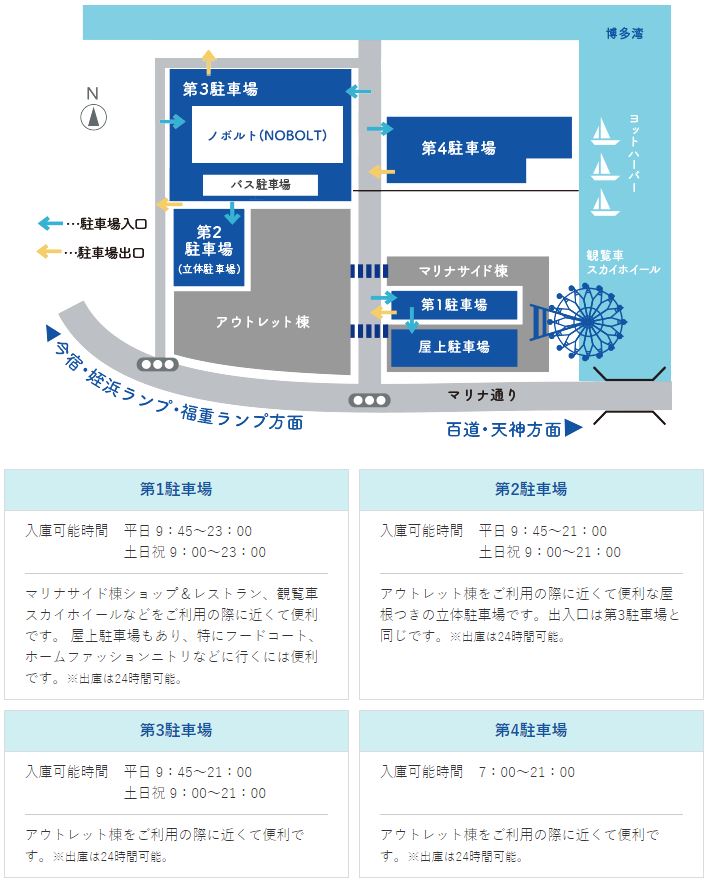 博多湾
N
第3駐車場
ノボルト(NOBOLT)
バス駐車場
第4駐車場
ヨットハーバー
…駐車場入口
…駐車場出口
第2
駐車場
(立体駐車場)
観覧車
スカイホイール
マリナサイド棟
第1駐車場
アウトレット棟
屋上駐車場
今宿・姪浜ランプ・福重ランプ方面
マリナ通り
百道・天神方面
第1駐車場
入庫可能時間 平日 9:45~23:00
土日祝 9:00~23:00
マリナサイド棟ショップ&レストラン、観覧車
スカイホイールなどをご利用の際に近くて便利
です。 屋上駐車場もあり、特にフードコート、
ホームファッションニトリなどに行くには便利
です。※出庫は24時間可能。
第2駐車場
入庫可能時間 平日 9:45~21:00
土日祝 9:00~21:00
アウトレット棟をご利用の際に近くて便利な屋
根つきの立体駐車場です。出入口は第3駐車場と
同じです。※出庫は24時間可能。
第3駐車場
入庫可能時間 平日 9:45~21:00
土日祝 9:00~21:00
アウトレット棟をご利用の際に近くて便利で
す。※出庫は24時間可能。
第4駐車場
入庫可能時間 7:00~21:00
アウトレット棟をご利用の際に近くて便利で
す。※出庫は24時間可能。